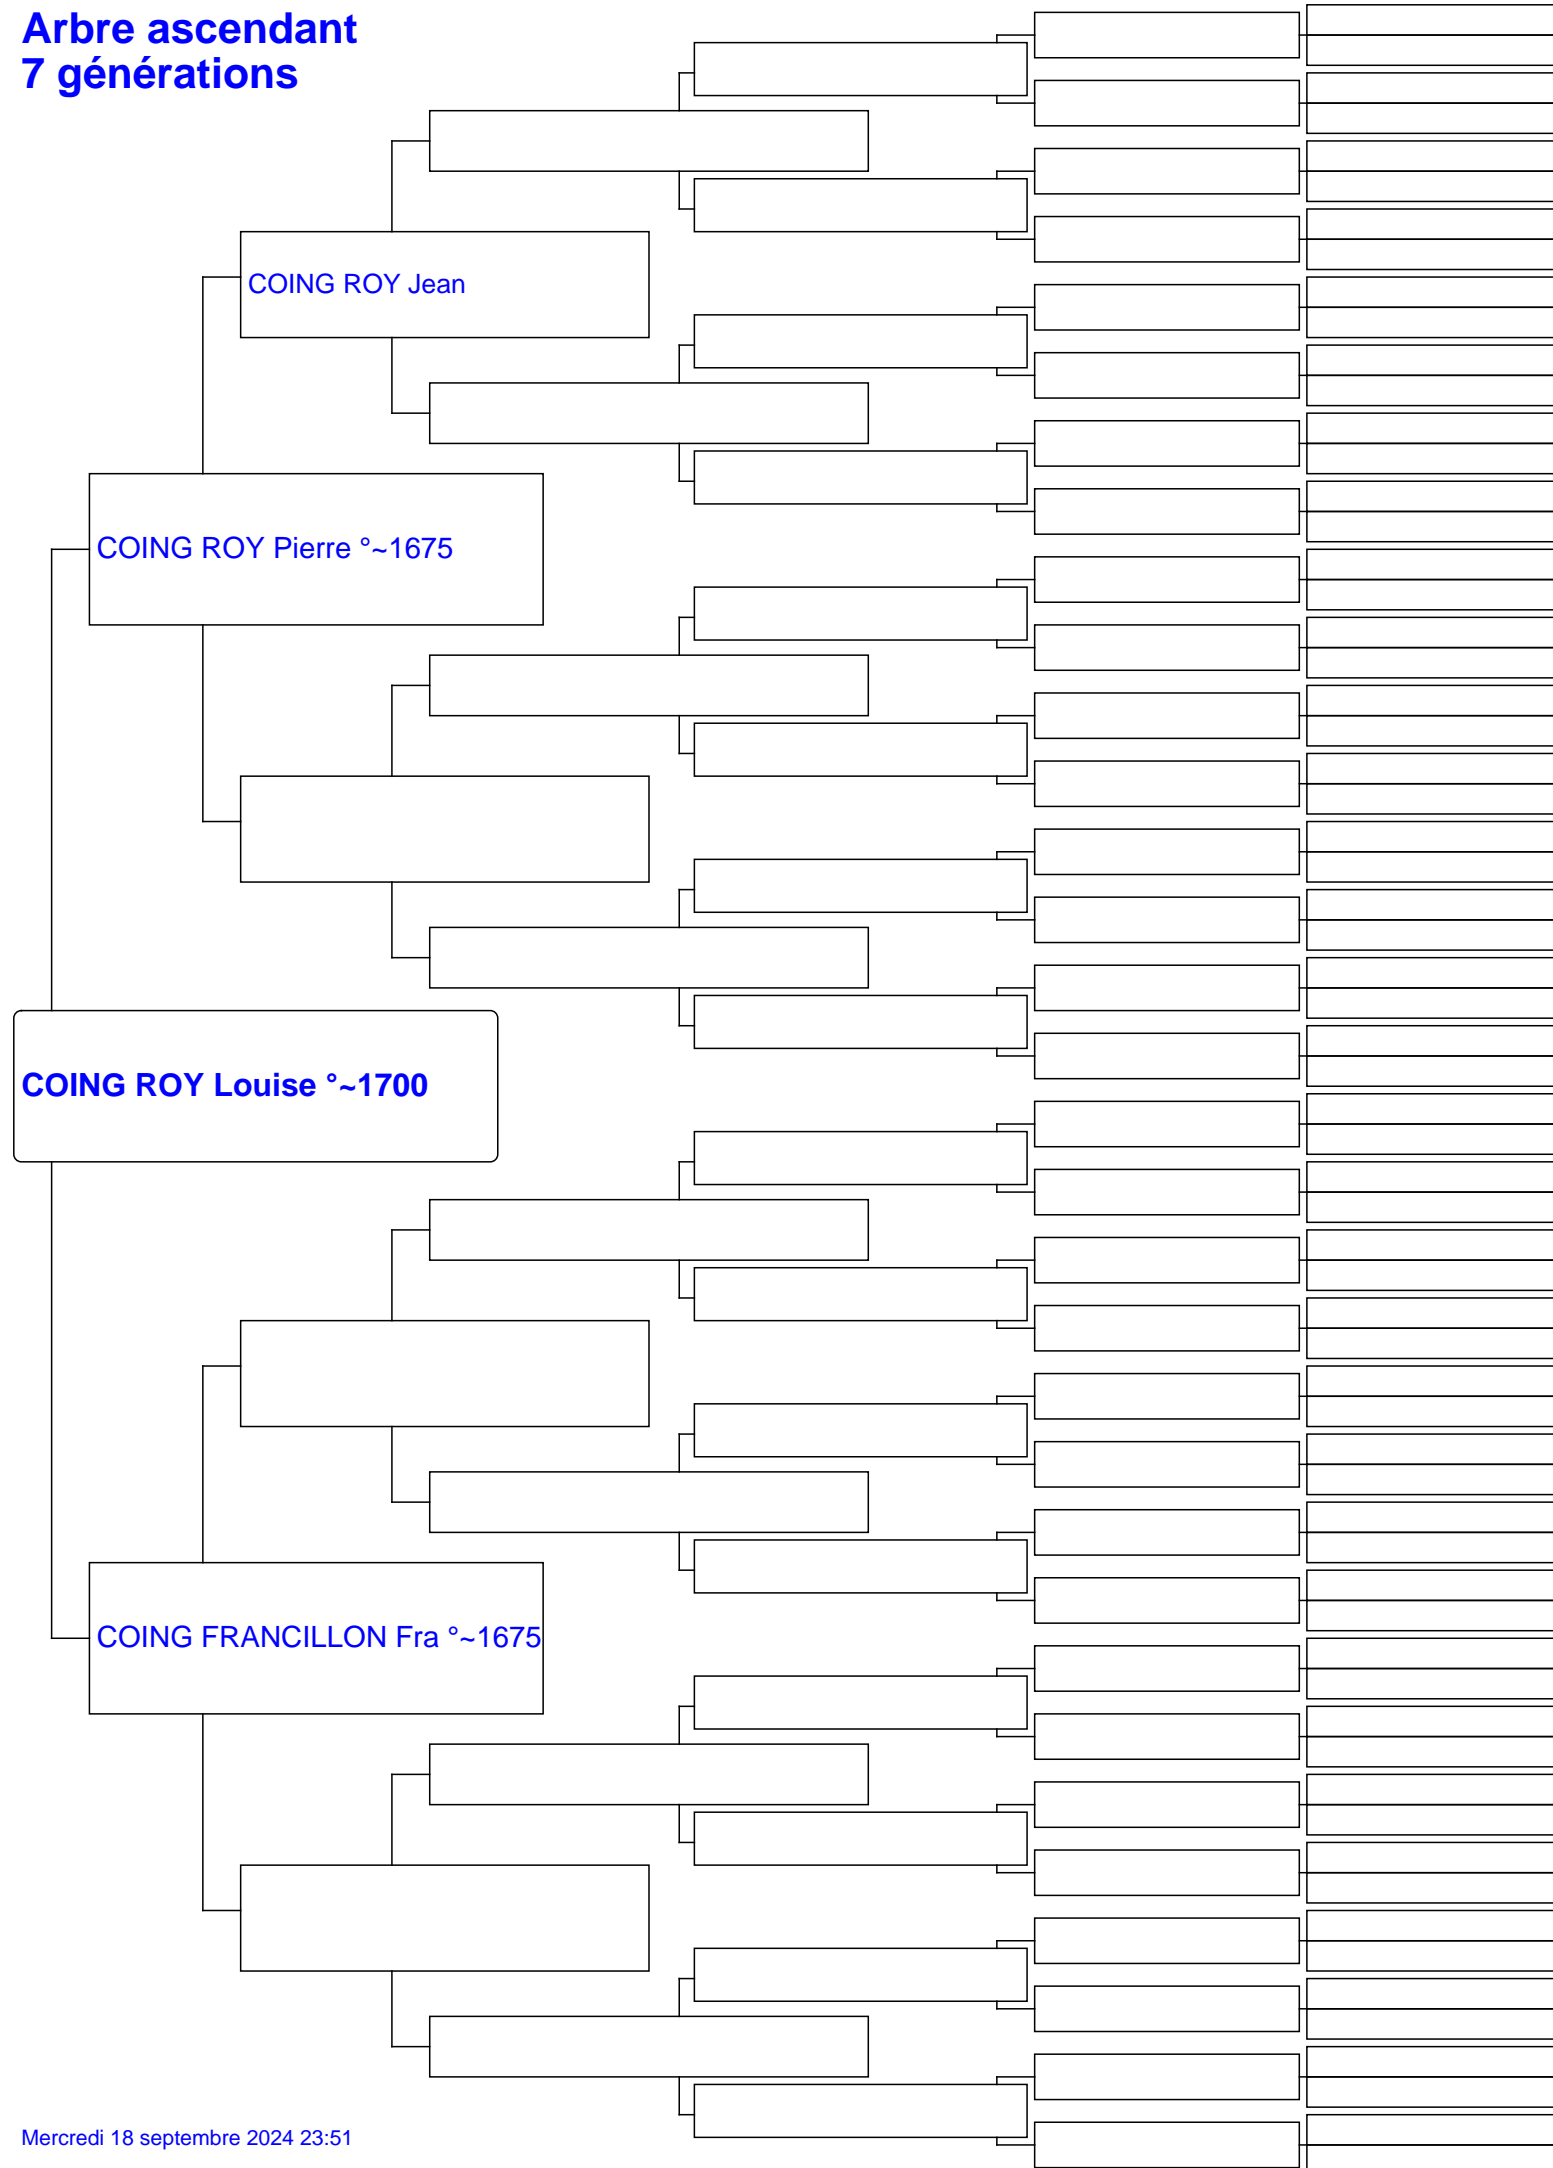 Arbre ascendant
7 générations
COING ROY Jean
COING ROY Pierre °~1675
COING ROY Louise °~1700
COING FRANCILLON Fra °~1675
Mercredi 18 septembre 2024 23:51